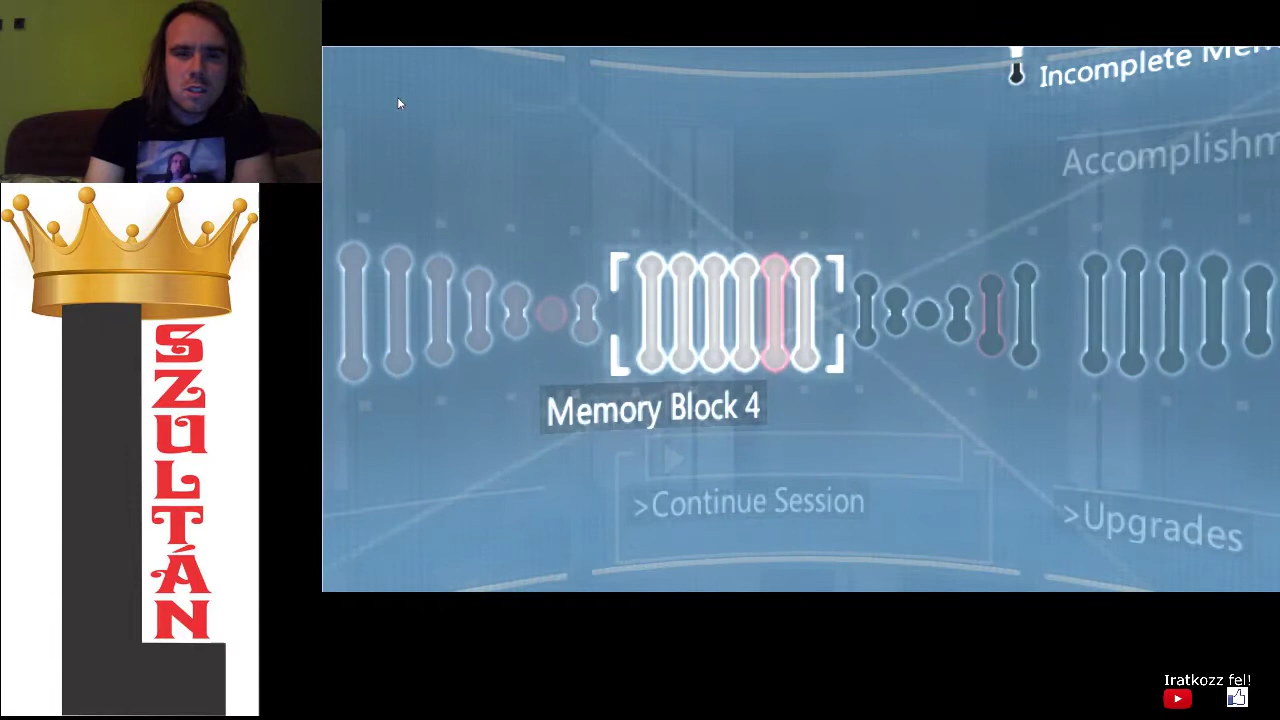 Incomplete Mem
Accomplishm
Memory Block 4
>Continue Session
>Upgrades
L
SZULTÁN
Iratkozz fel!